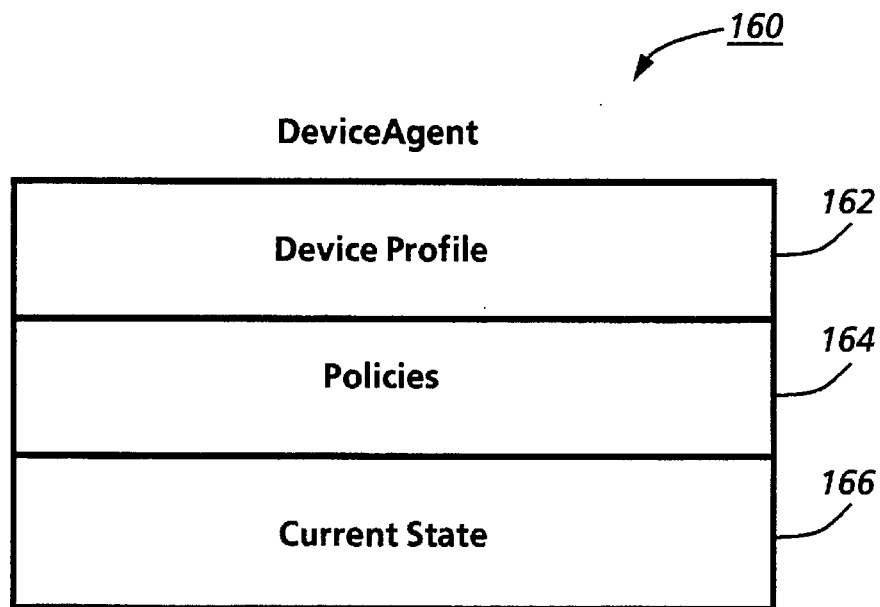 160
DeviceAgent
162
Device Profile
164
Policies
166
Current State